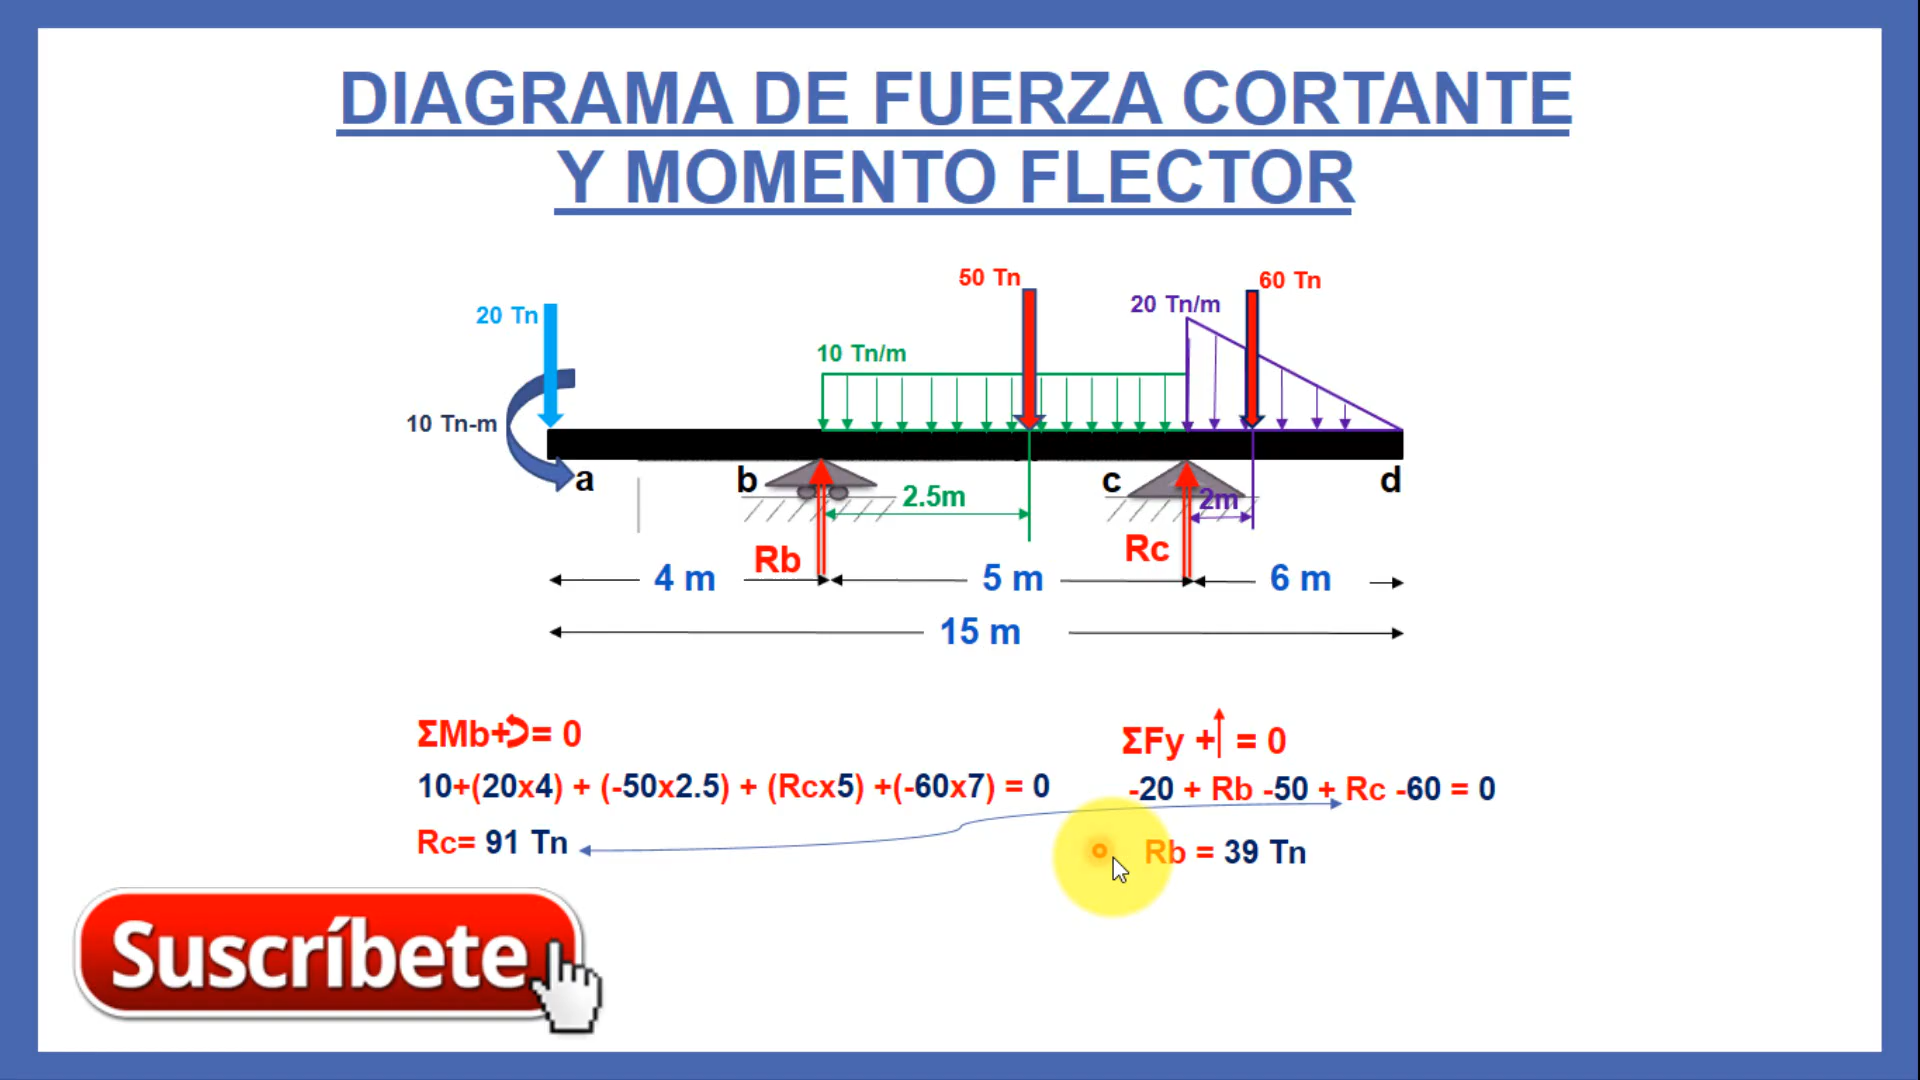 DIAGRAMA DE FUERZA CORTANTE
Y MOMENTO FLECTOR
50 Tn
60 Tn
20 Tn
20 Tn/m
10 Tn/m
10 Tn-m
a
b
c
d
2.5m
2m
Rb
Rc
4 m
5 m
6 m
15 m
ΣMb+= 0
10+(20x4) + (-50x2.5) + (Rcx5) +(-60x7) = 0
Rc= 91 Tn
ΣFy + = 0
-20 + Rb -50 + Rc -60 = 0
Rb = 39 Tn
Suscríbete